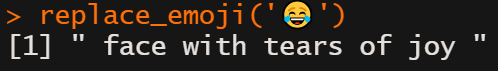 > replace_emoji('😂')
[1] " face with tears of joy "